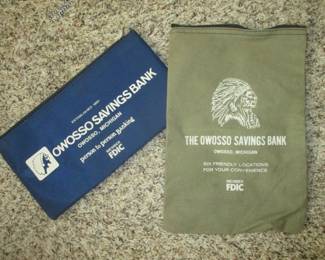 OWOSSO SAVINGS BANK
OWOSSO, MICHIGAN
person to person banking
MEMBER
FDIC
THE OWOSSO SAVINGS BANK
OWOSSO, MICHIGAN
SIX FRIENDLY LOCATIONS
FOR YOUR CONVENIENCE
MEMBER
FDIC